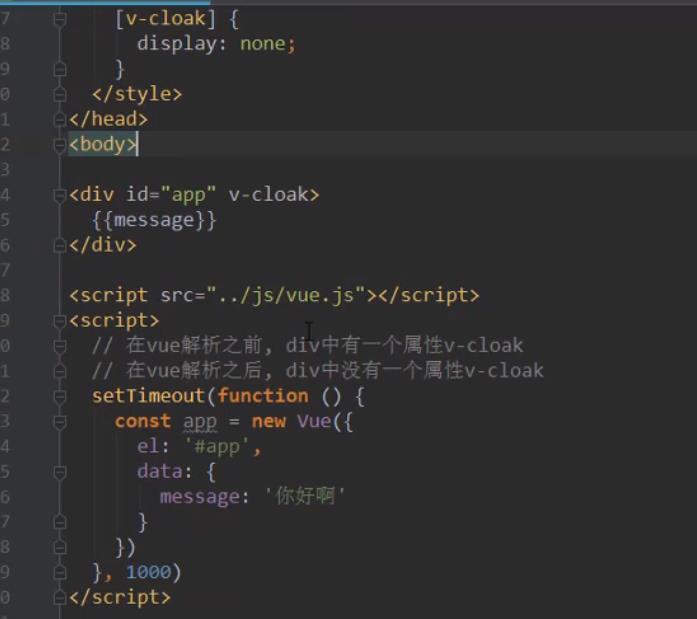 7 [v-cloak] {
8 display: none;
9 }
0 </style>
1 </head>
2 <body>
3
4 <div id="app" v-cloak>
5 {{message}}
6 </div>
7
8 <script src="../js/vue.js"></script>
9 <script>
0 // 在vue解析之前, div中有一个属性v-cloak
1 // 在vue解析之后, div中没有一个属性v-cloak
2 setTimeout(function () {
3 const app = new Vue({
4 el: '#app',
5 data: {
6 message: '你好啊'
7 }
8 })
9 }, 1000)
0 </script>